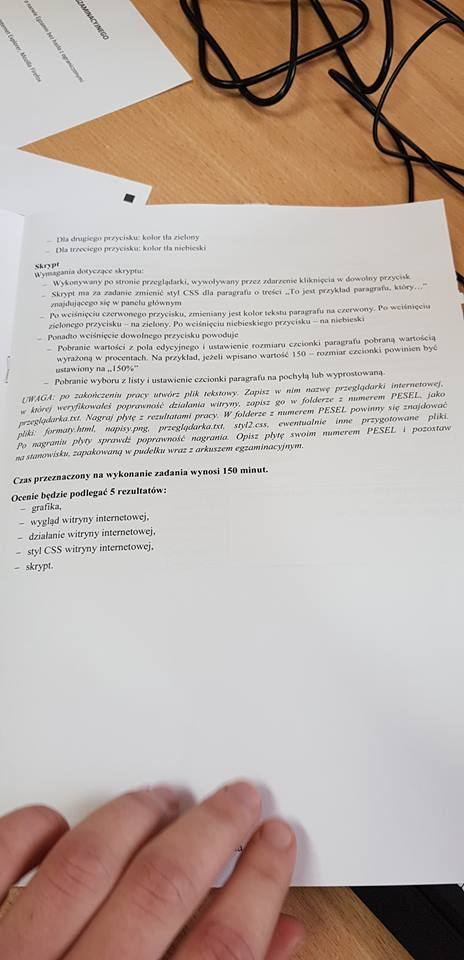 ZAMINACYJNEGO
Internet Explorer, Mozilla Firefox
– Dla drugiego przycisku: kolor tła zielony
– Dla trzeciego przycisku: kolor tła niebieski
Skrypt
Wymagania dotyczące skryptu:
– Wykonywany po stronie przeglądarki, wywoływany przez zdarzenie kliknięcia w dowolny przycisk
– Skrypt ma za zadanie zmienić styl CSS dla paragrafu o treści „To jest przykład paragrafu, który…”
znajdującego się w panelu głównym
– Po wciśnięciu czerwonego przycisku, zmieniany jest kolor tekstu paragrafu na czerwony. Po wciśnięciu
zielonego przycisku – na zielony. Po wciśnięciu niebieskiego przycisku – na niebieski
– Ponadto wciśnięcie dowolnego przycisku powoduje
– Pobranie wartości z pola edycyjnego i ustawienie rozmiaru czcionki paragrafu pobraną wartością
wyrażoną w procentach. Na przykład, jeżeli wpisano wartość 150 – rozmiar czcionki powinien być
ustawiony na „150%”
– Pobranie wyboru z listy i ustawienie czcionki paragrafu na pochyłą lub wyprostowaną.
UWAGA: po zakończeniu pracy utwórz plik tekstowy. Zapisz w nim nazwę przeglądarki internetowej,
w której weryfikowałeś poprawność działania witryny, zapisz go w folderze z numerem PESEL, jako
przeglądarka.txt. Nagraj płytę z rezultatami pracy. W folderze z numerem PESEL powinny się znajdować
pliki: formaty.html, napisy.png, przeglądarka.txt, styl2.css, ewentualnie inne przygotowane pliki.
Po nagraniu płyty sprawdź poprawność nagrania. Opisz płytę swoim numerem PESEL i pozostaw
na stanowisku, zapakowaną w pudełku wraz z arkuszem egzaminacyjnym.
Czas przeznaczony na wykonanie zadania wynosi 150 minut.
Ocenie będzie podlegać 5 rezultatów:
– grafika,
– wygląd witryny internetowej,
– działanie witryny internetowej,
– styl CSS witryny internetowej,
– skrypt.